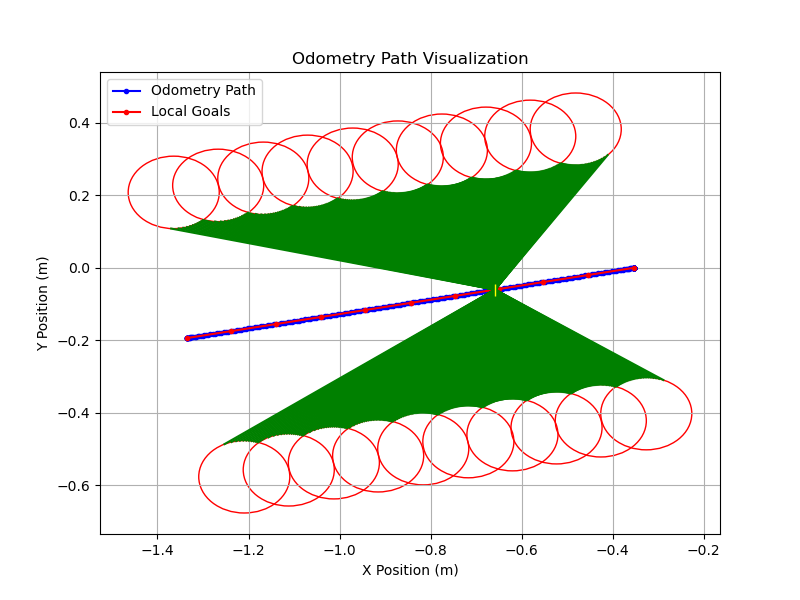 Odometry Path Visualization
Odometry Path
Local Goals
0.4
0.2
0.0
−0.2
−0.4
−0.6
Y Position (m)
−1.4 −1.2 −1.0 −0.8 −0.6 −0.4 −0.2
X Position (m)